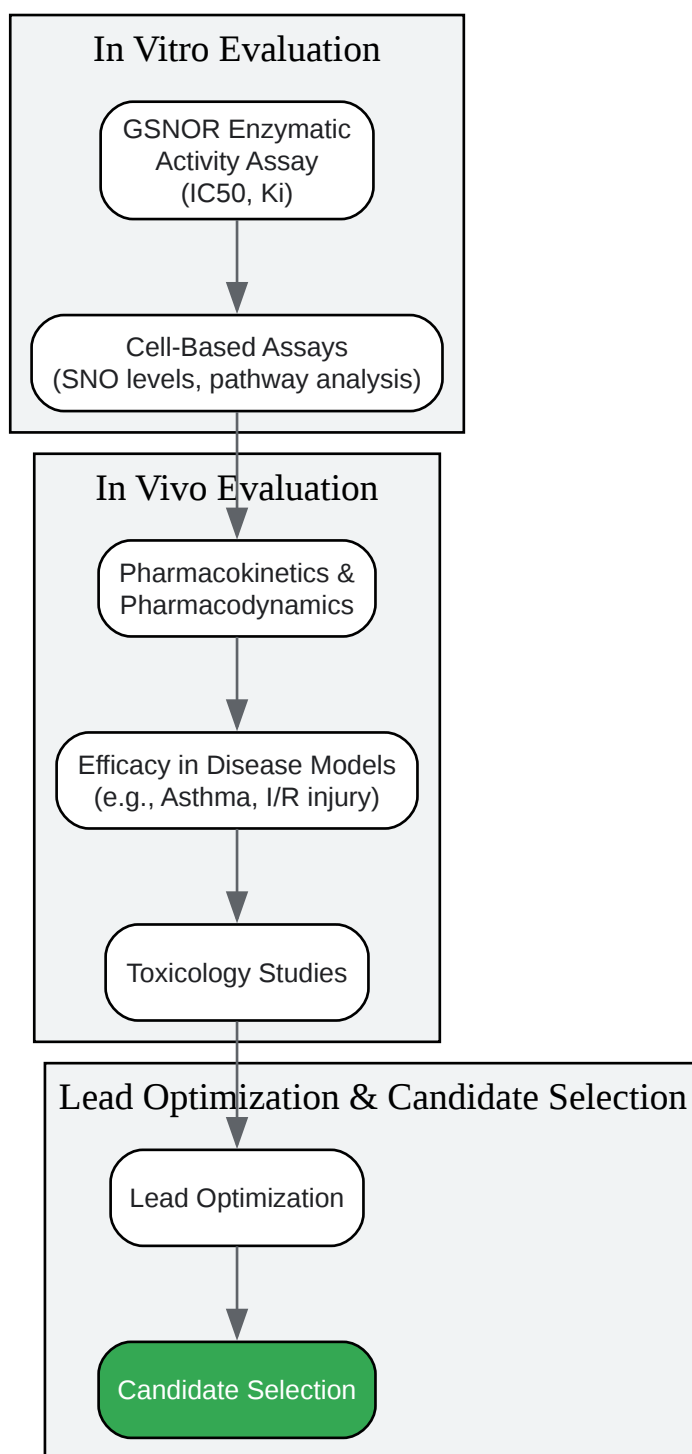 In Vitro Evaluation
GSNOR Enzymatic
Activity Assay
(IC50, Ki)
Cell-Based Assays
(SNO levels, pathway analysis)
In Vivo Evaluation
Pharmacokinetics &
Pharmacodynamics
Efficacy in Disease Models
(e.g., Asthma, I/R injury)
Toxicology Studies
Lead Optimization & Candidate Selection
Lead Optimization
Candidate Selection